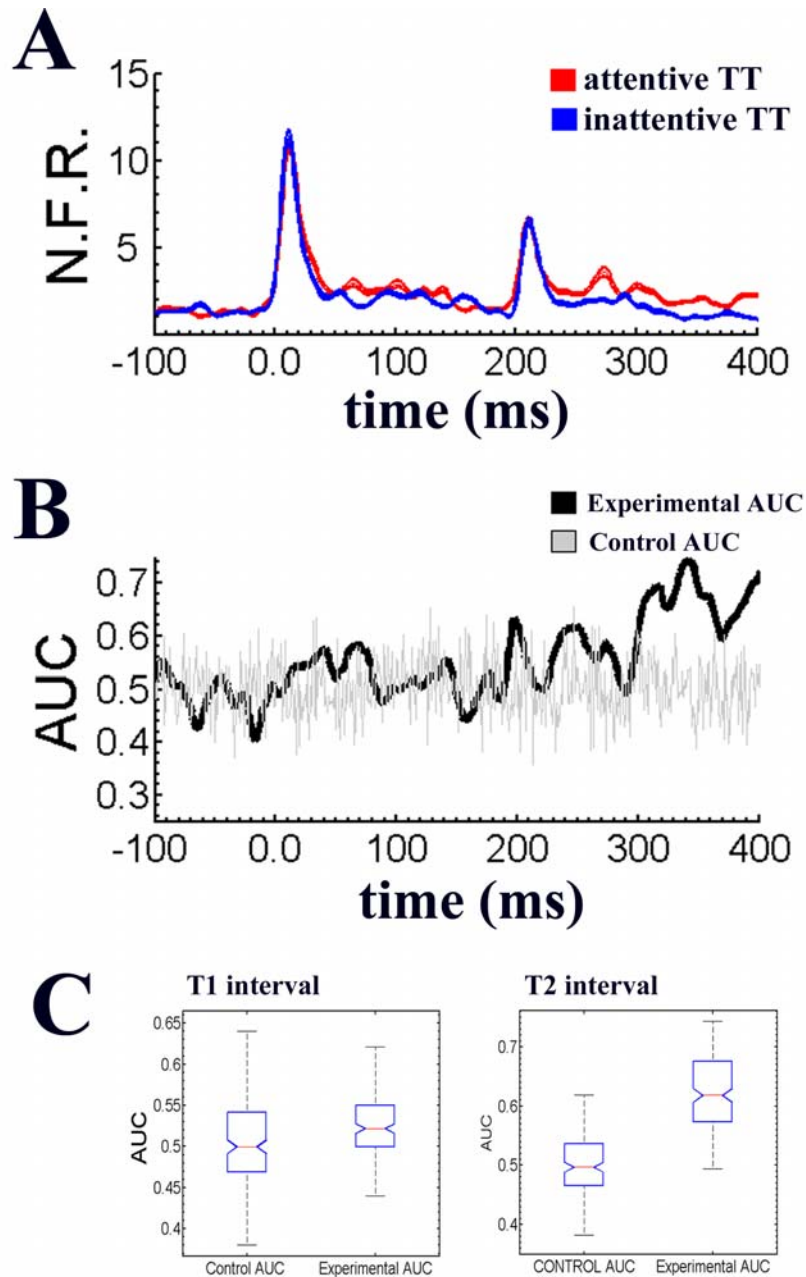 A
attentive TT
inattentive TT
N.F.R.
15
10
5
-100 0.0 100 200 300 400
time (ms)
B
Experimental AUC
Control AUC
AUC
0.7
0.6
0.5
0.4
0.3
-100 0.0 100 200 300 400
time (ms)
C
T1 interval
AUC
0.65
0.6
0.55
0.5
0.45
0.4
Control AUC Experimental AUC
T2 interval
AUC
0.7
0.6
0.5
0.4
CONTROL AUC Experimental AUC